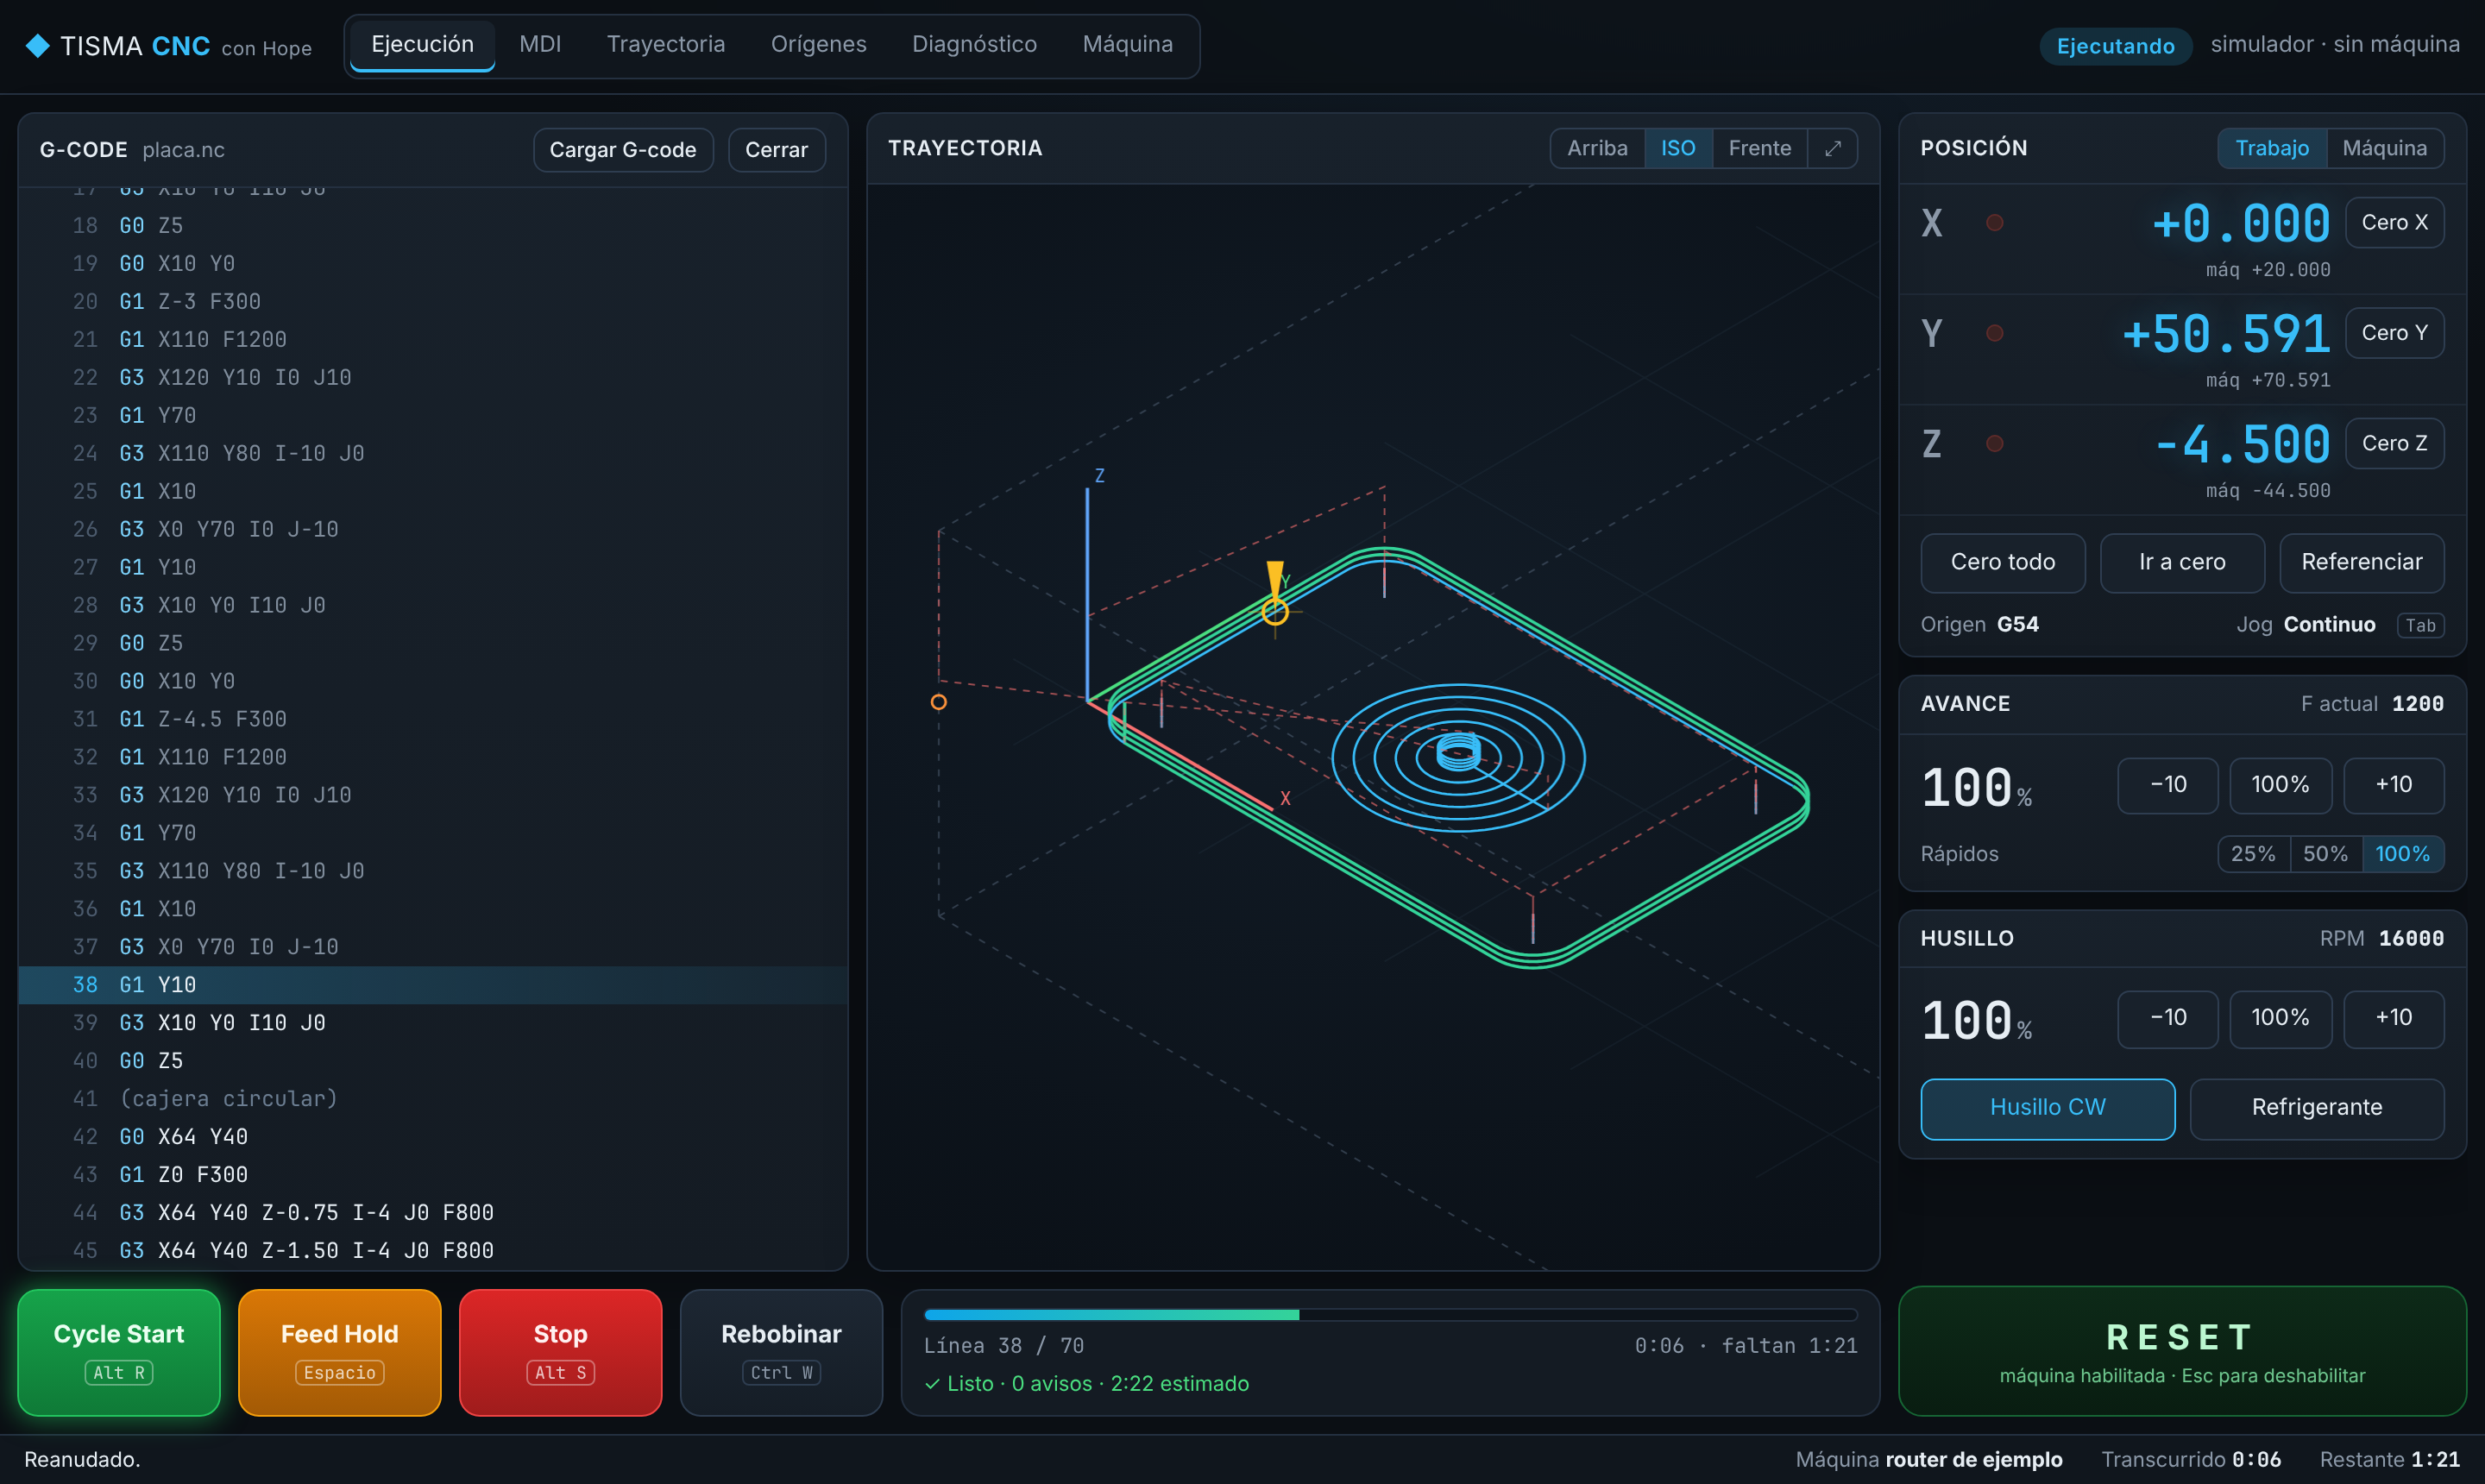 TISMA CNC con Hope
Ejecución
MDI
Trayectoria
Orígenes
Diagnóstico
Máquina
Ejecutando
simulador · sin máquina
G-CODE placa.nc
Cargar G-code
Cerrar
17 G3 X10 Y0 I10 J0
18 G0 Z5
19 G0 X10 Y0
20 G1 Z-3 F300
21 G1 X110 F1200
22 G3 X120 Y10 I0 J10
23 G1 Y70
24 G3 X110 Y80 I-10 J0
25 G1 X10
26 G3 X0 Y70 I0 J-10
27 G1 Y10
28 G3 X10 Y0 I10 J0
29 G0 Z5
30 G0 X10 Y0
31 G1 Z-4.5 F300
32 G1 X110 F1200
33 G3 X120 Y10 I0 J10
34 G1 Y70
35 G3 X110 Y80 I-10 J0
36 G1 X10
37 G3 X0 Y70 I0 J-10
38 G1 Y10
39 G3 X10 Y0 I10 J0
40 G0 Z5
41 (cajera circular)
42 G0 X64 Y40
43 G1 Z0 F300
44 G3 X64 Y40 Z-0.75 I-4 J0 F800
45 G3 X64 Y40 Z-1.50 I-4 J0 F800
TRAYECTORIA
Arriba
ISO
Frente
Z
Y
X
POSICIÓN
Trabajo
Máquina
X +0.000 Cero X
máq +20.000
Y +50.591 Cero Y
máq +70.591
Z -4.500 Cero Z
máq -44.500
Cero todo
Ir a cero
Referenciar
Origen G54
Jog Continuo Tab
AVANCE
F actual 1200
100%
−10
100%
+10
Rápidos
25%
50%
100%
HUSILLO
RPM 16000
100%
−10
100%
+10
Husillo CW
Refrigerante
Cycle Start
Alt R
Feed Hold
Espacio
Stop
Alt S
Rebobinar
Ctrl W
Línea 38 / 70
0:06 · faltan 1:21
✓ Listo · 0 avisos · 2:22 estimado
RESET
máquina habilitada · Esc para deshabilitar
Reanudado.
Máquina router de ejemplo
Transcurrido 0:06
Restante 1:21